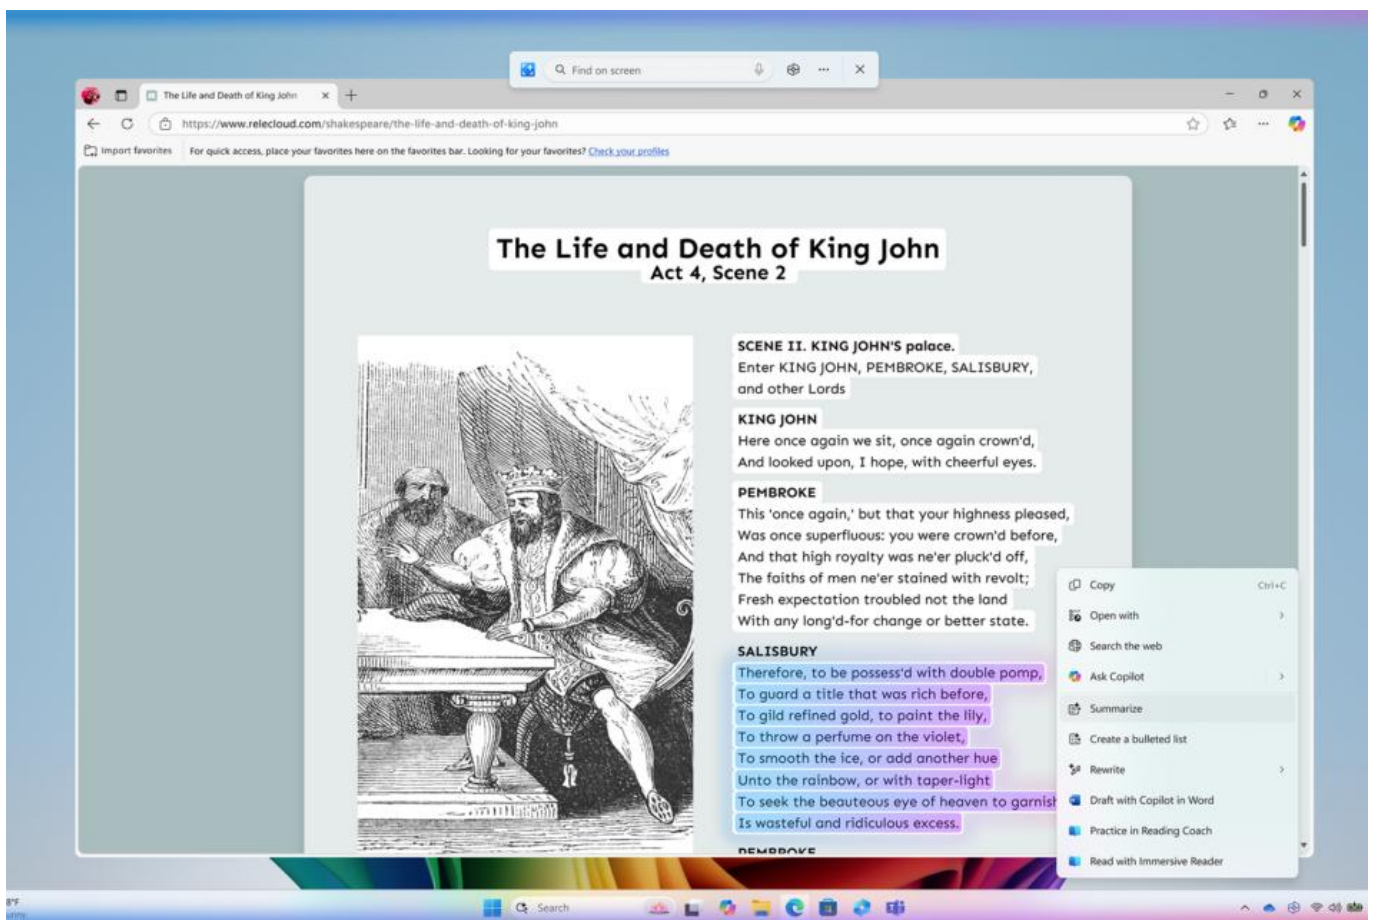 Find on screen
The Life and Death of King John
https://www.relecloud.com/shakespeare/the-life-and-death-of-king-john
Import favorites For quick access, place your favorites here on the favorites bar. Looking for your favorites? Check your profiles
The Life and Death of King John
Act 4, Scene 2
SCENE II. KING JOHN'S palace.
Enter KING JOHN, PEMBROKE, SALISBURY,
and other Lords
KING JOHN
Here once again we sit, once again crown'd,
And looked upon, I hope, with cheerful eyes.
PEMBROKE
This 'once again,' but that your highness pleased,
Was once superfluous: you were crown'd before,
And that high royalty was ne'er pluck'd off,
The faiths of men ne'er stained with revolt;
Fresh expectation troubled not the land
With any long'd-for change or better state.
SALISBURY
Therefore, to be possess'd with double pomp,
To guard a title that was rich before,
To gild refined gold, to paint the lily,
To throw a perfume on the violet,
To smooth the ice, or add another hue
Unto the rainbow, or with taper-light
To seek the beauteous eye of heaven to garnish
Is wasteful and ridiculous excess.
PEMBROKE
Copy Ctrl+C
Open with
Search the web
Ask Copilot
Summarize
Create a bulleted list
Rewrite
Draft with Copilot in Word
Practice in Reading Coach
Read with Immersive Reader
8°F
Search